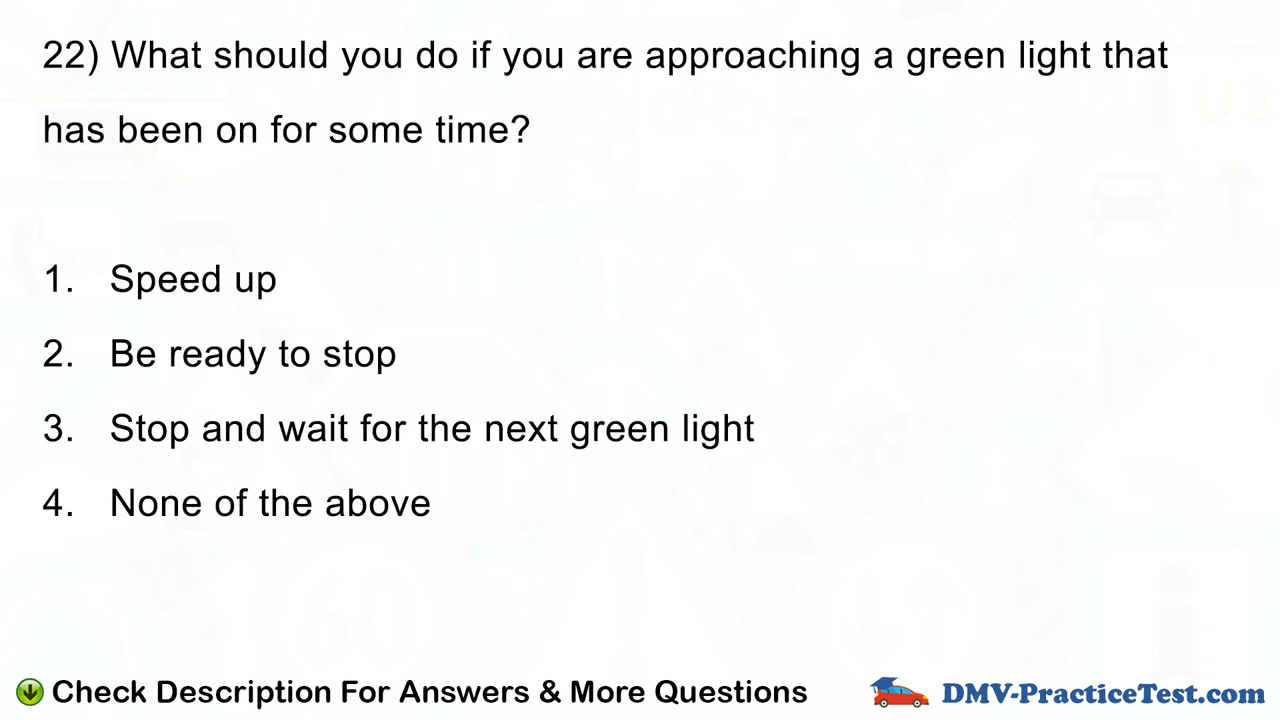 22) What should you do if you are approaching a green light that
has been on for some time?
1. Speed up
2. Be ready to stop
3. Stop and wait for the next green light
4. None of the above
Check Description For Answers & More Questions
DMV-PracticeTest.com